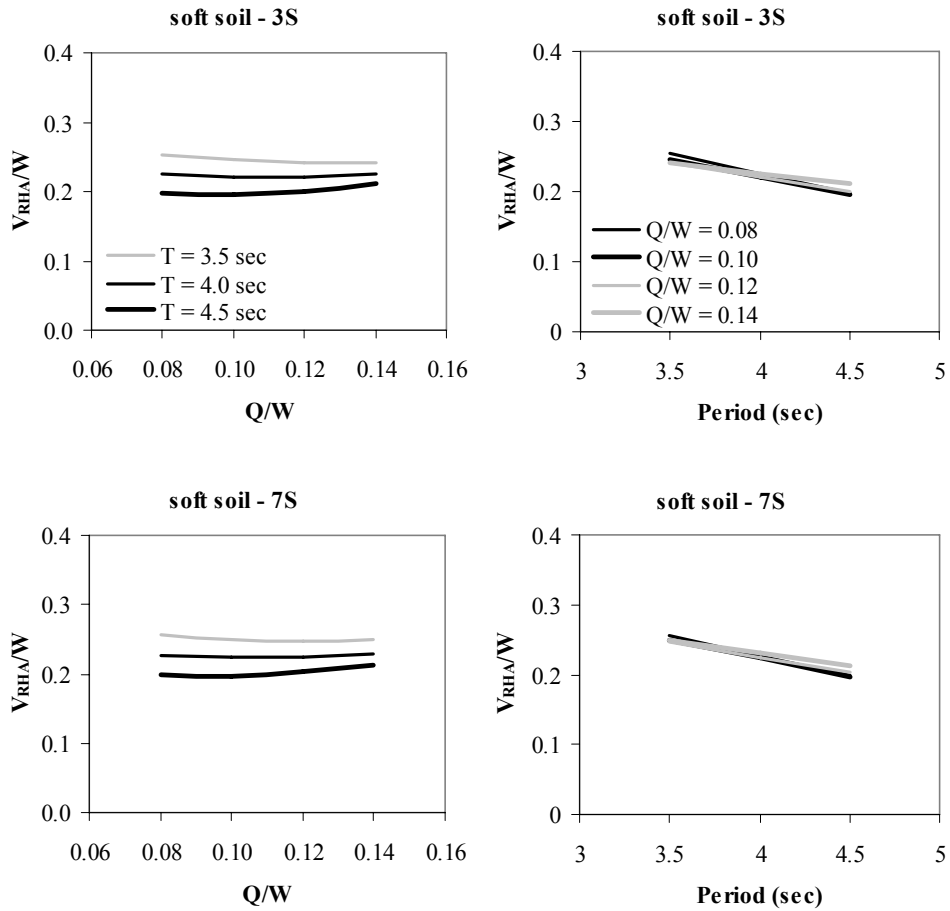 soft soil - 3S
0.4
0.3
0.2
0.1
0.0
V_RHA/W
T = 3.5 sec
T = 4.0 sec
T = 4.5 sec
0.06 0.08 0.10 0.12 0.14 0.16
Q/W
soft soil - 3S
0.4
0.3
0.2
0.1
0
V_RHA/W
Q/W = 0.08
Q/W = 0.10
Q/W = 0.12
Q/W = 0.14
3 3.5 4 4.5 5
Period (sec)
soft soil - 7S
0.4
0.3
0.2
0.1
0.0
V_RHA/W
0.06 0.08 0.10 0.12 0.14 0.16
Q/W
soft soil - 7S
0.4
0.3
0.2
0.1
0
V_RHA/W
3 3.5 4 4.5 5
Period (sec)